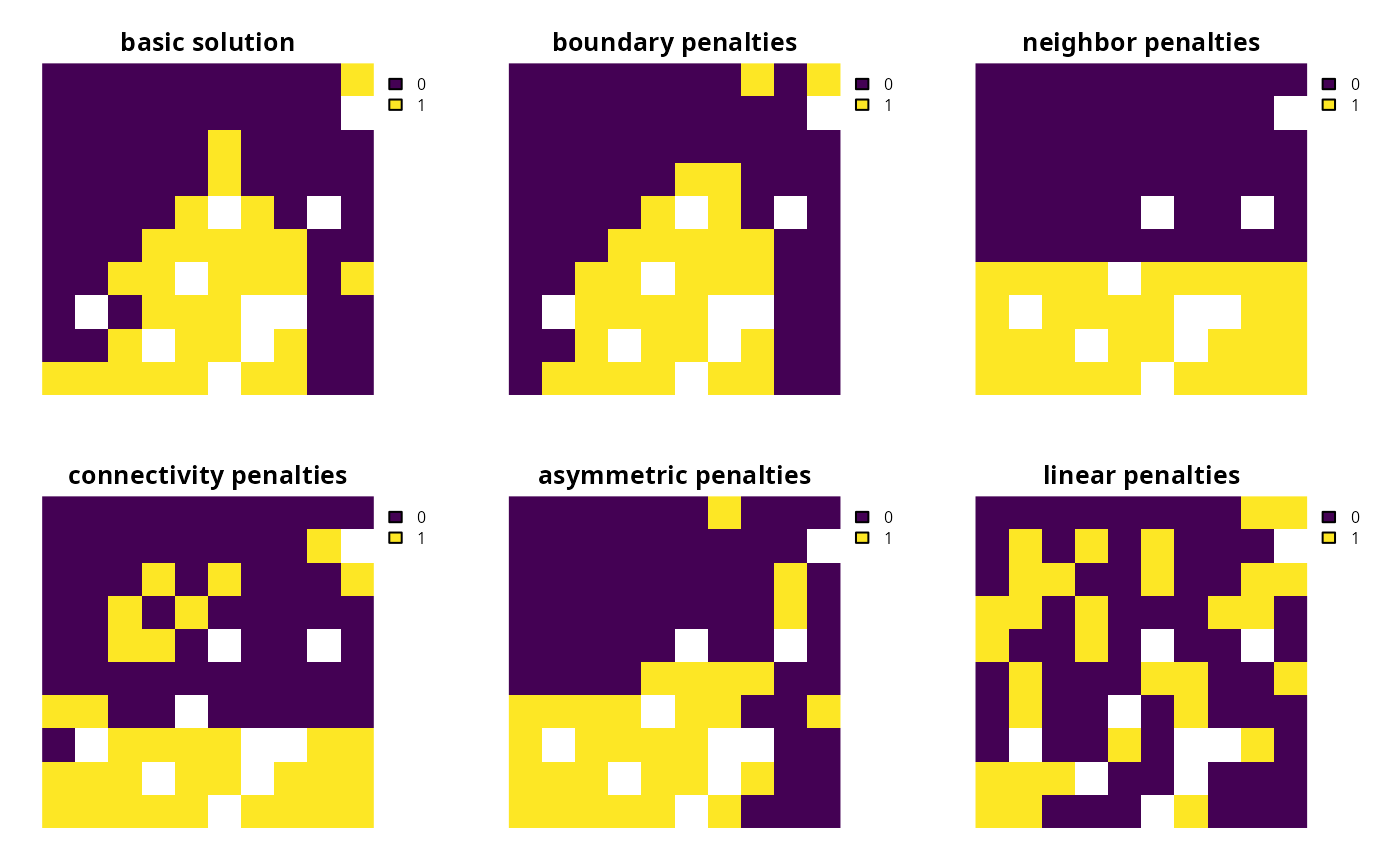 basic solution
0
1
boundary penalties
0
1
neighbor penalties
0
1
connectivity penalties
0
1
asymmetric penalties
0
1
linear penalties
0
1